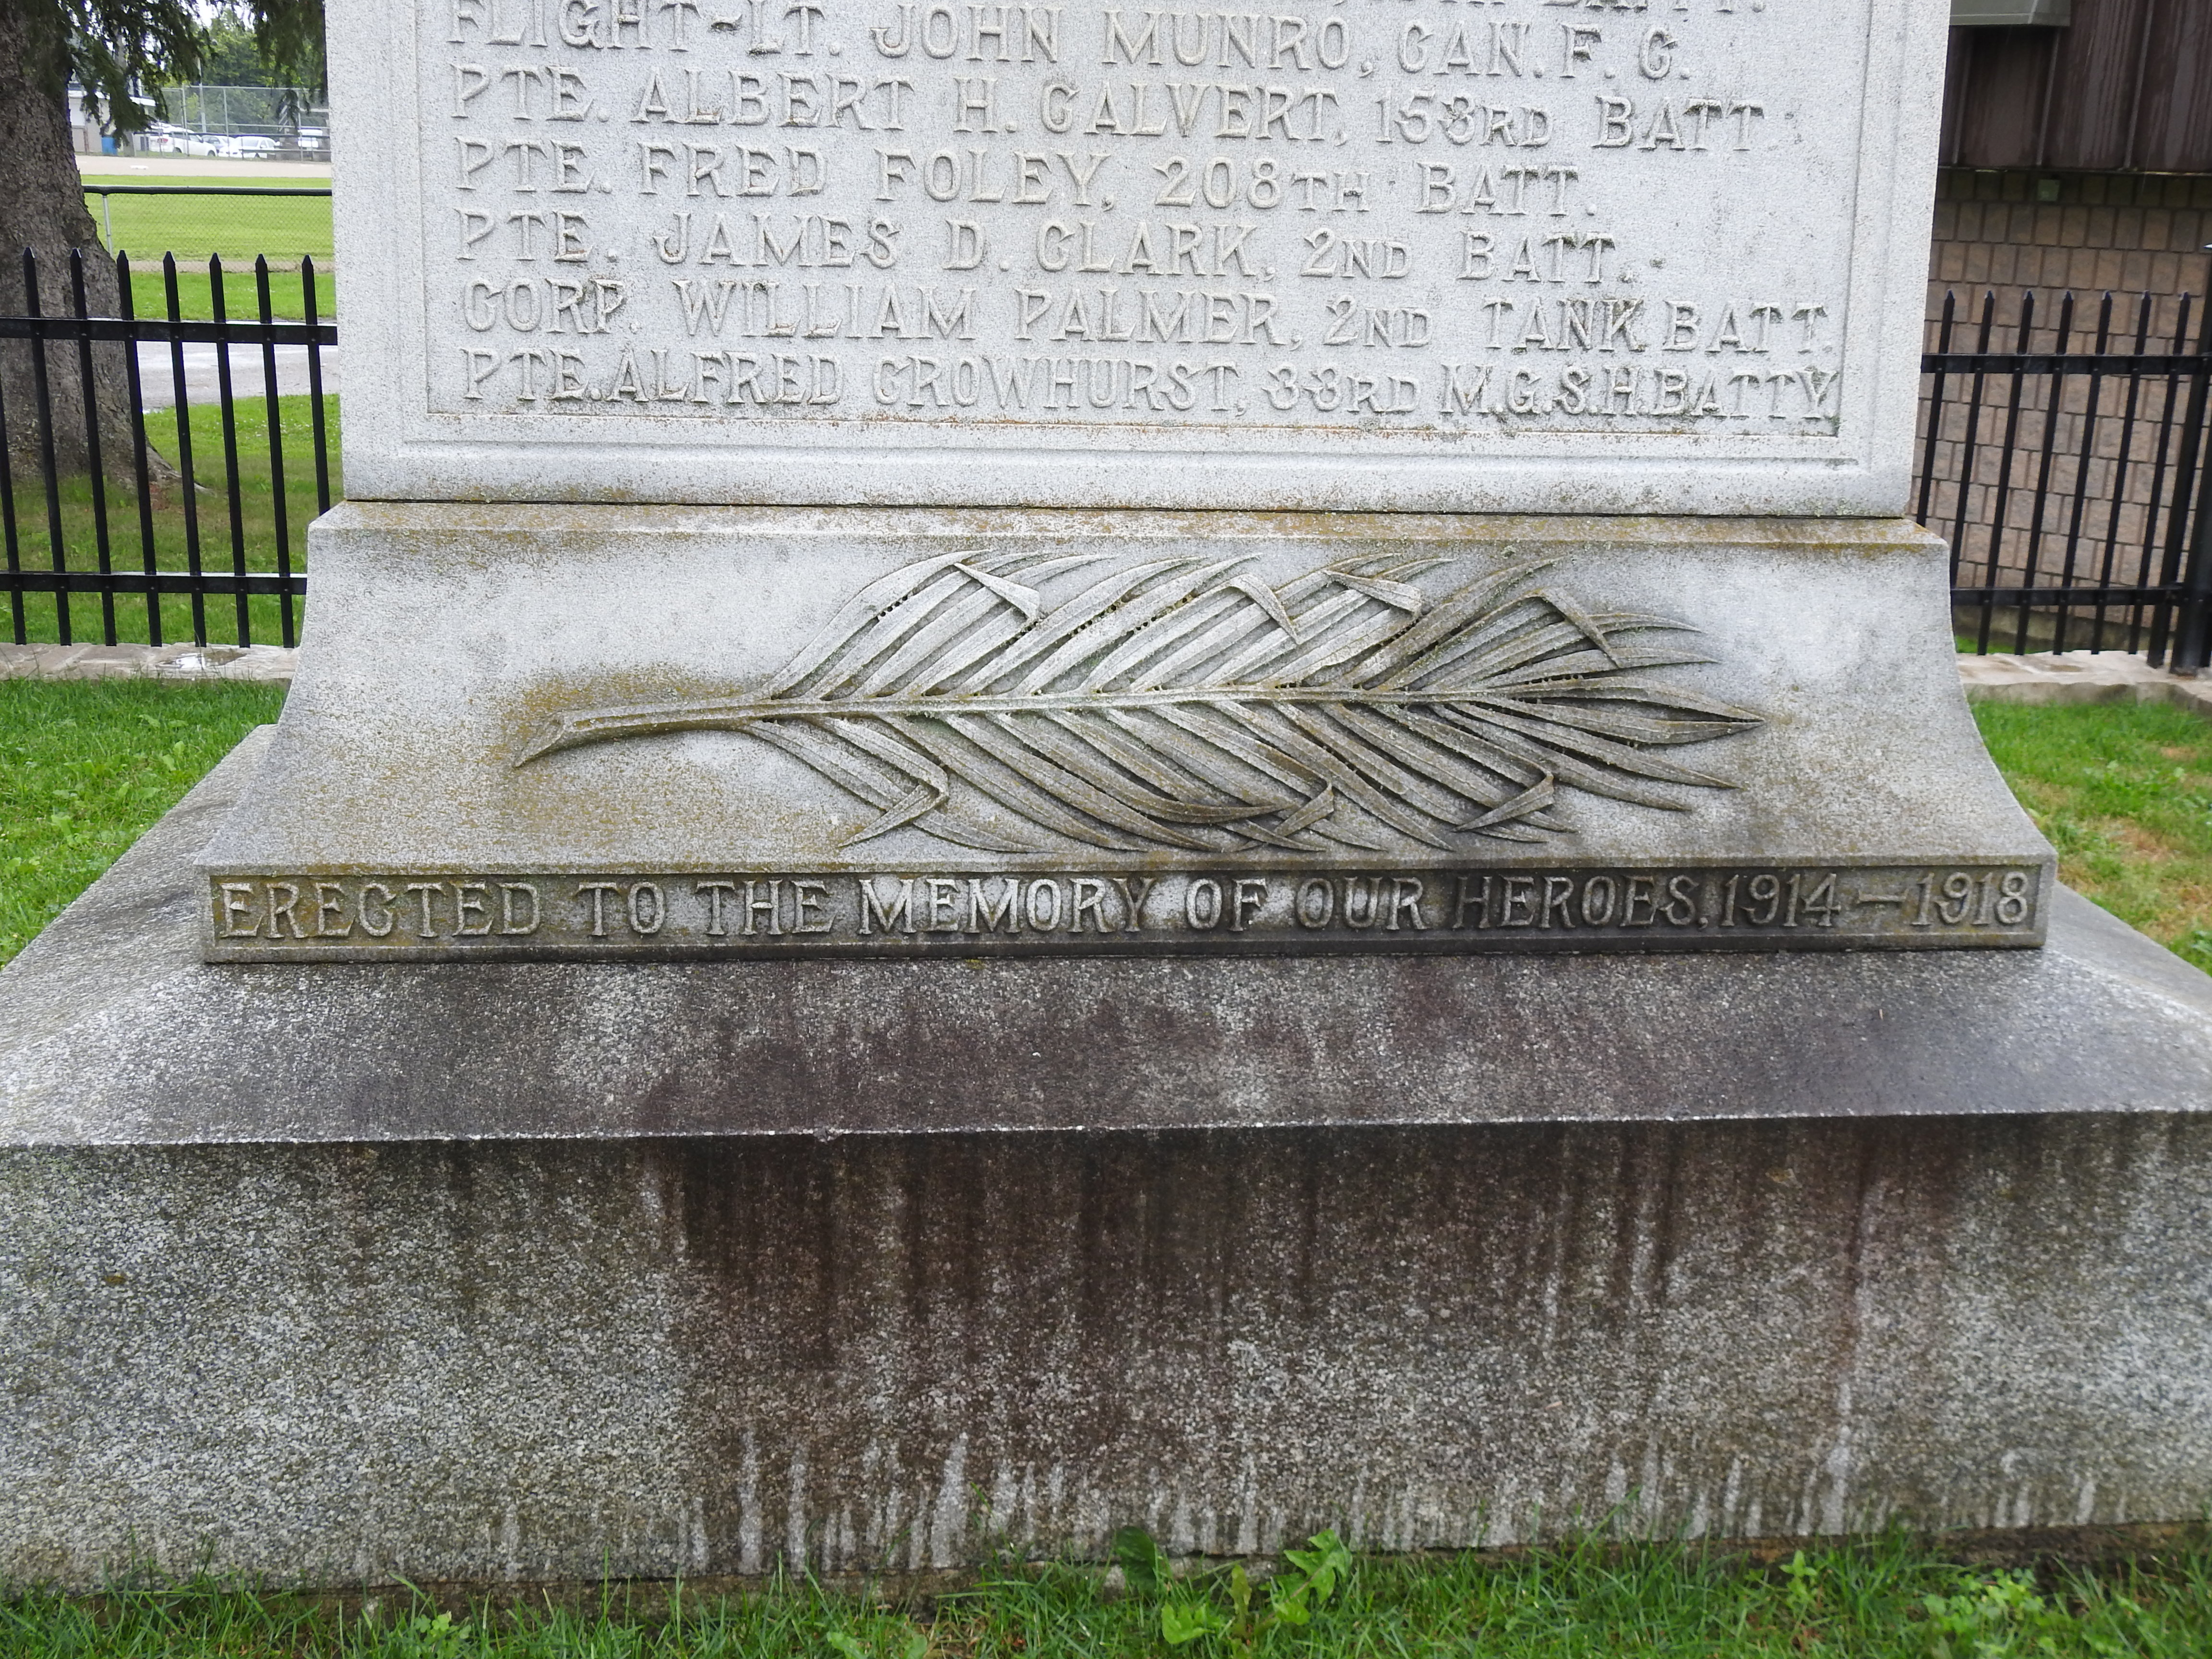 BATTY.
FLIGHT-LT. JOHN MUNRO, CAN. F. C.
PTE. ALBERT H. CALVERT, 153RD BATT.
PTE. FRED FOLEY, 208TH BATT.
PTE. JAMES D. CLARK, 2ND BATT.
CORP. WILLIAM PALMER, 2ND TANK BATT.
PTE. ALFRED CROWHURST, 33RD M.G.S.H.BATTY.
ERECTED TO THE MEMORY OF OUR HEROES, 1914 — 1918